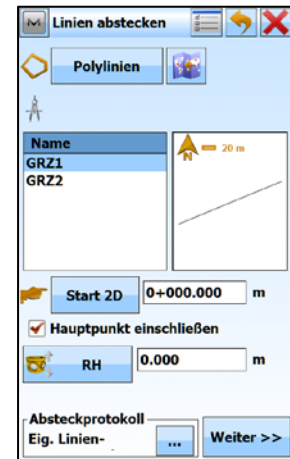 Linien abstecken
Polylinien
Name
GRZ1
GRZ2
N
20 m
Start 2D 0+000.000 m
Hauptpunkt einschließen
RH 0.000 m
Absteckprotokoll
Eig. Linien- ... Weiter >>